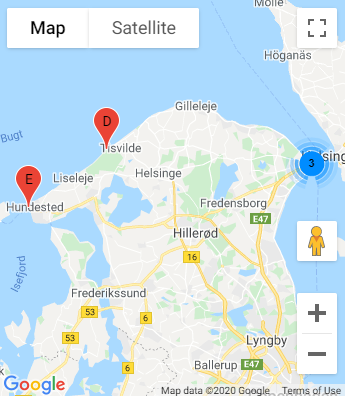 Mölle
Map
Satellite
Höganäs
Gilleleje
D
Bugt
Tisvilde
3
Helsinge
Liseleje
E
Hundested
Fredensborg
E47
Hillerød
Isefjord
16
Frederikssund
53
53
E47
6
Lyngby
Ballerup
6
Google
Map data ©2020 Google
Terms of Use